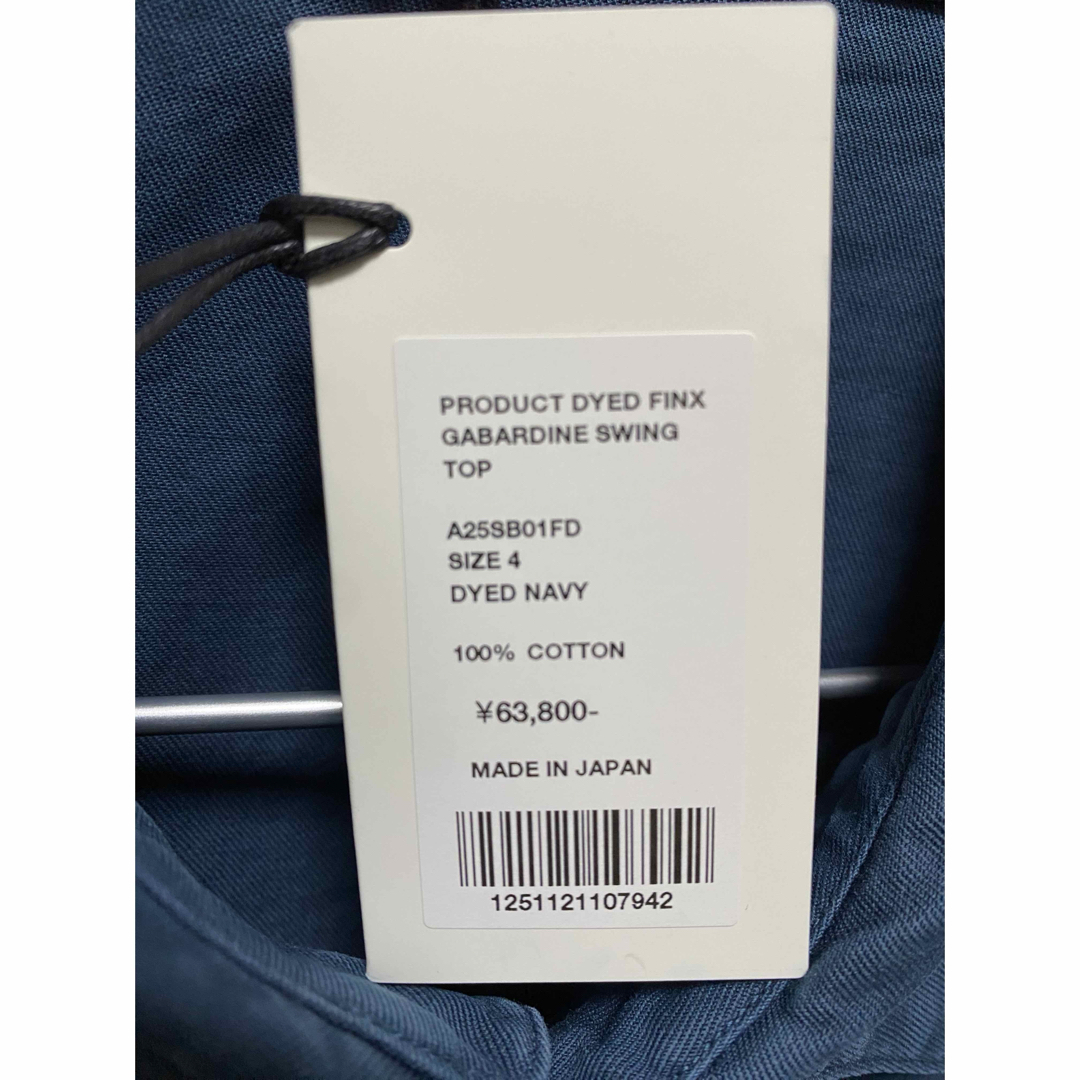 PRODUCT DYED FINX
GABARDINE SWING
TOP
A25SB01FD
SIZE 4
DYED NAVY
100% COTTON
¥63,800-
MADE IN JAPAN
1251121107942